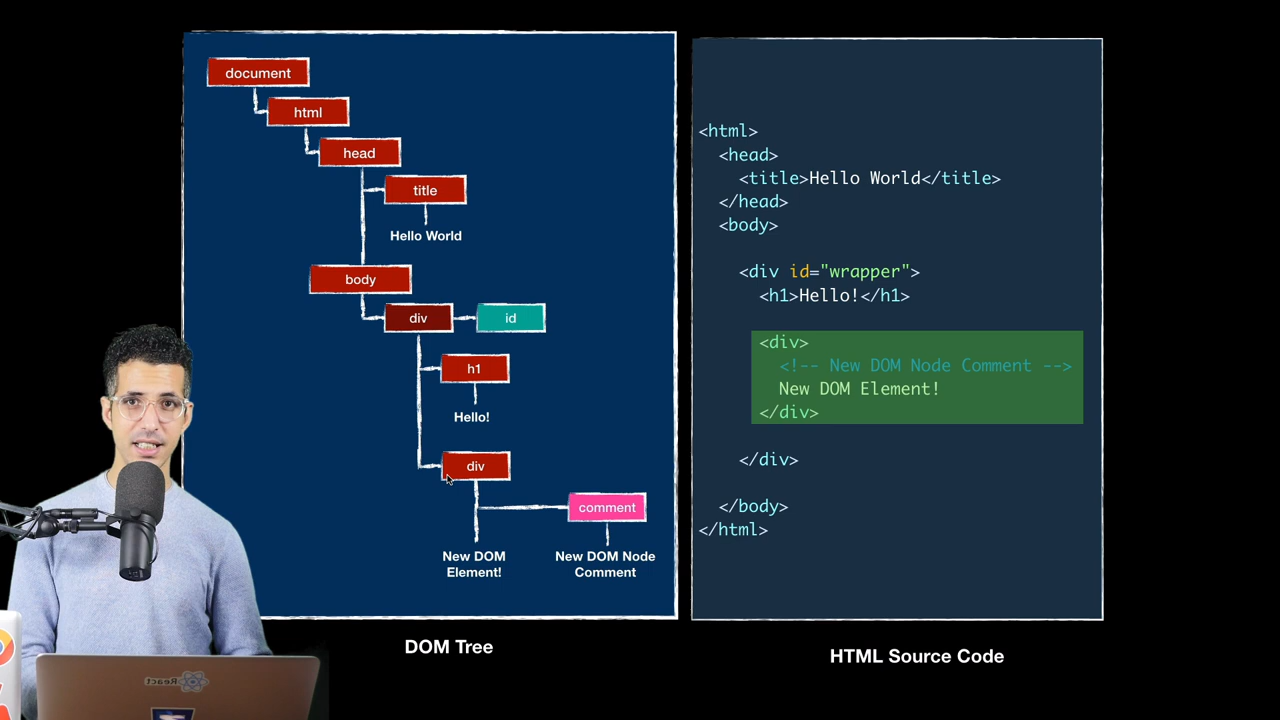 document
html
head
title
Hello World
body
div
id
h1
Hello!
div
comment
New DOM
Element!
New DOM Node
Comment
DOM Tree
<html>
<head>
<title>Hello World</title>
</head>
<body>
<div id="wrapper">
<h1>Hello!</h1>
<div>
<!-- New DOM Node Comment -->
New DOM Element!
</div>
</div>
</body>
</html>
HTML Source Code
React